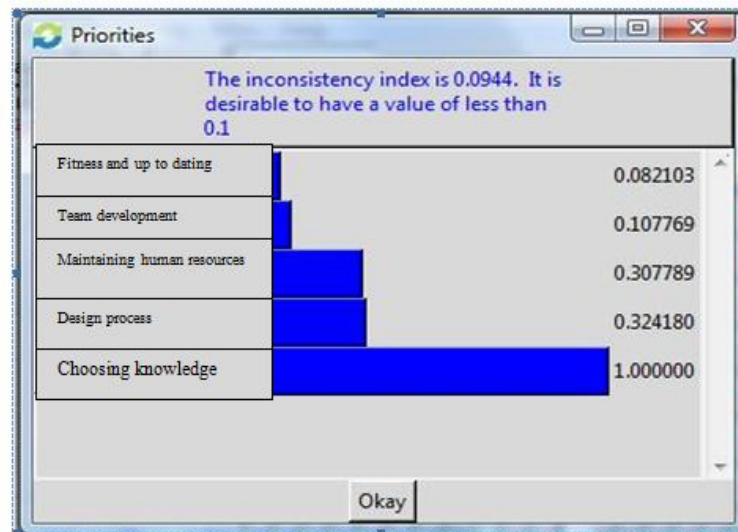 Priorities
The inconsistency index is 0.0944. It is
desirable to have a value of less than
0.1
Fitness and up to dating 0.082103
Team development 0.107769
Maintaining human resources 0.307789
Design process 0.324180
Choosing knowledge 1.000000
Okay